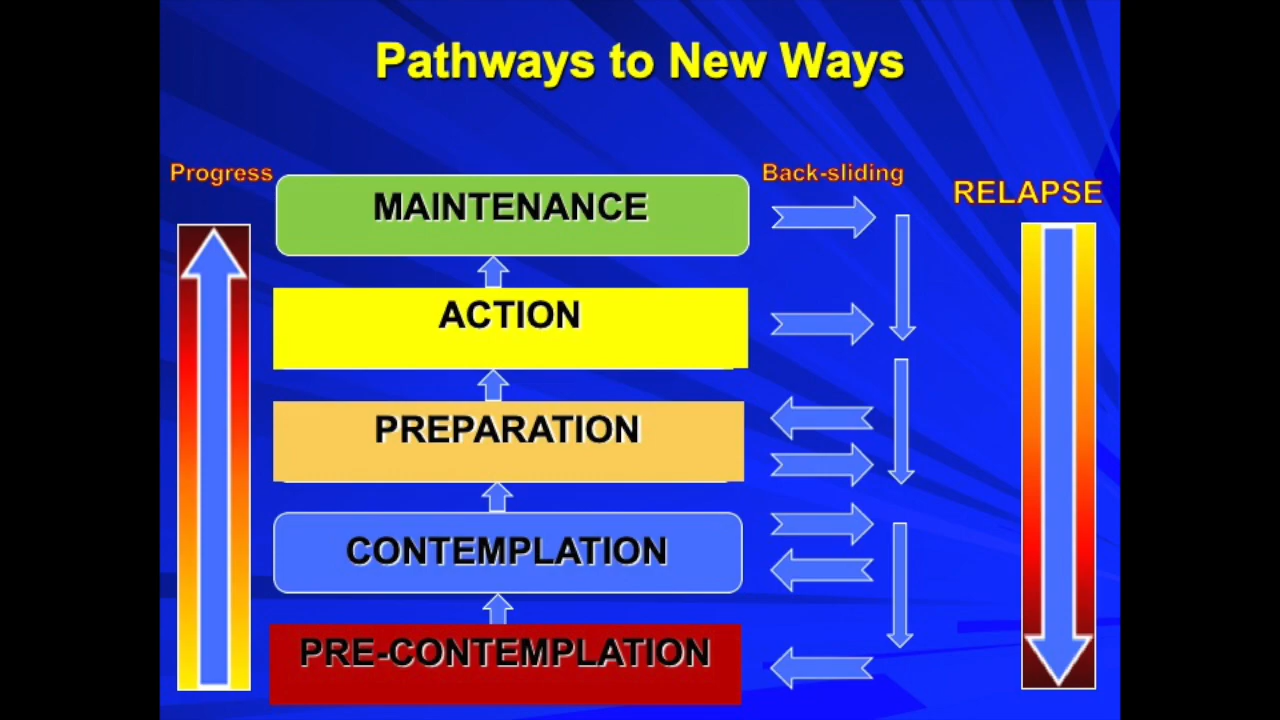 Pathways to New Ways
Progress
Back-sliding
RELAPSE
MAINTENANCE
ACTION
PREPARATION
CONTEMPLATION
PRE-CONTEMPLATION